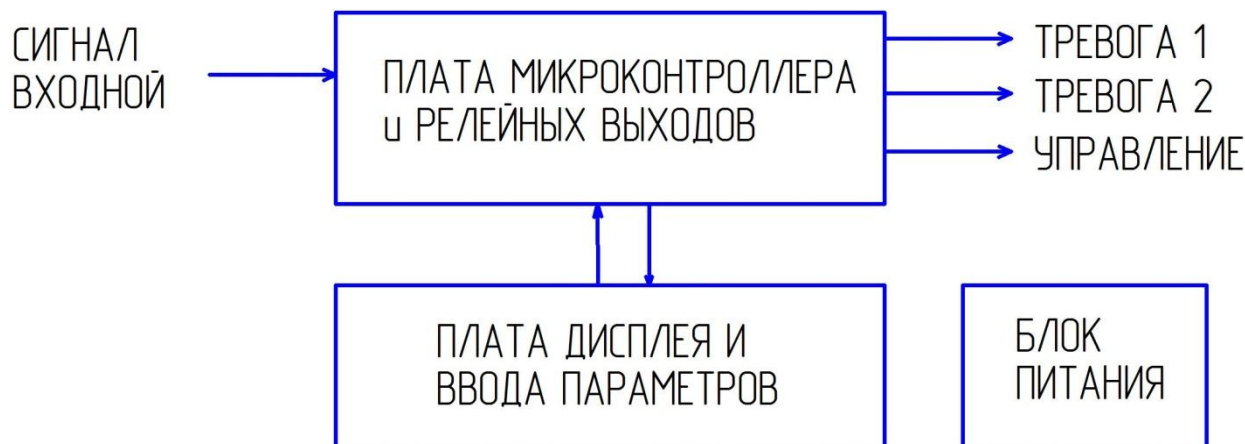 СИГНАЛ
ВХОДНОЙ
ПЛАТА МИКРОКОНТРОЛЛЕРА
и РЕЛЕЙНЫХ ВЫХОДОВ
ТРЕВОГА 1
ТРЕВОГА 2
УПРАВЛЕНИЕ
ПЛАТА ДИСПЛЕЯ И
ВВОДА ПАРАМЕТРОВ
БЛОК
ПИТАНИЯ